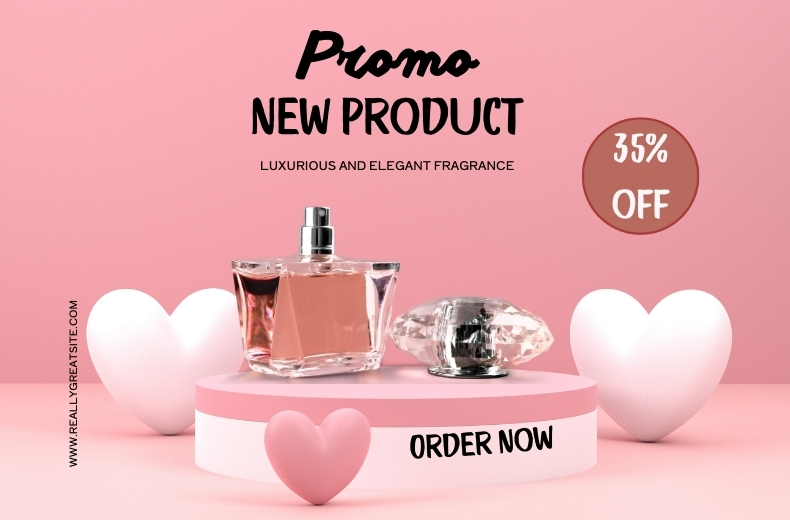 Promo
NEW PRODUCT
LUXURIOUS AND ELEGANT FRAGRANCE
35%
OFF
WWW.REALLYGREATSITE.COM
ORDER NOW